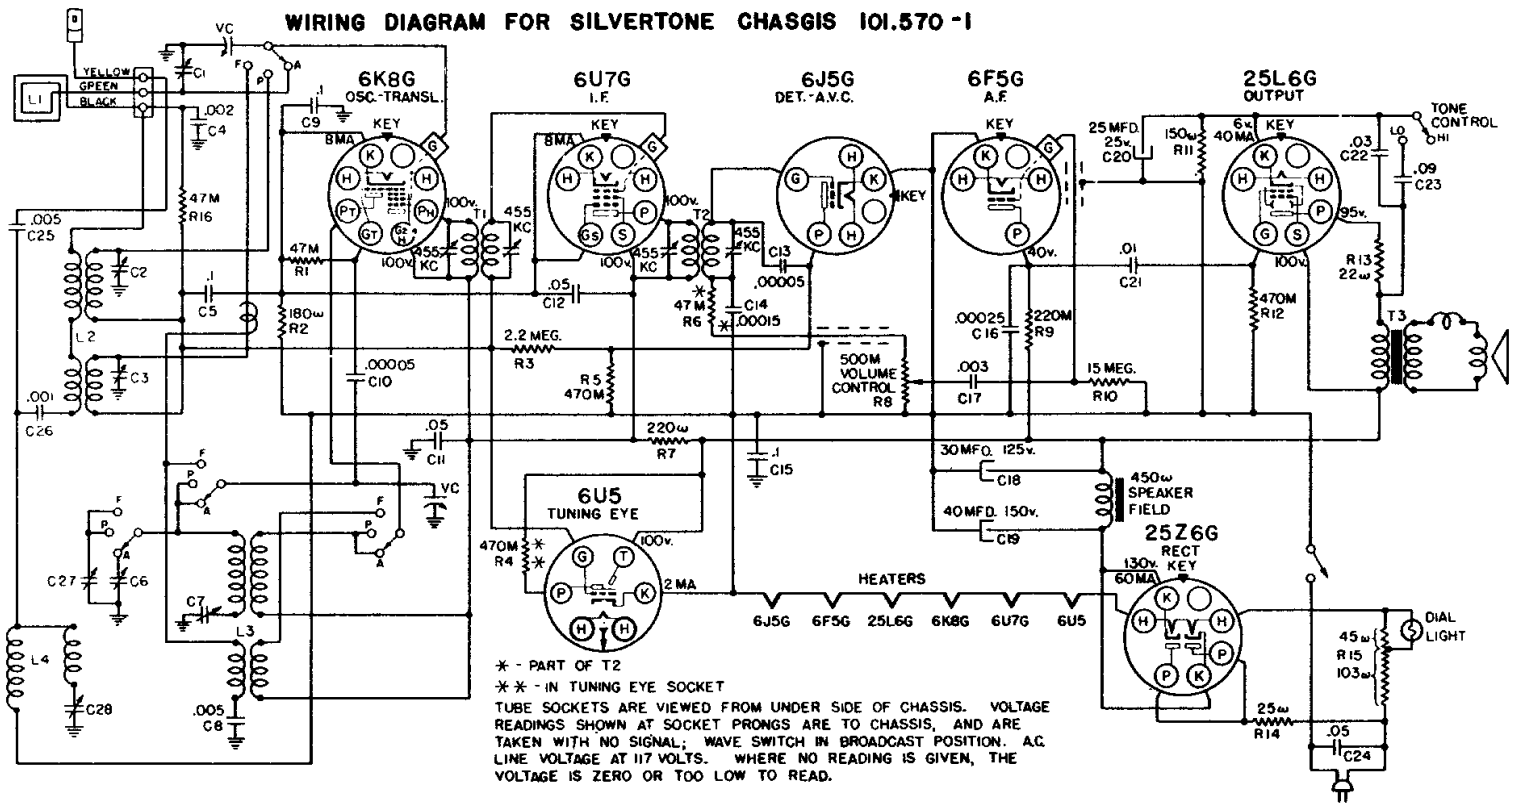 WIRING DIAGRAM FOR SILVERTONE CHASGIS 101.570-1
VC
F
P
A
C1
YELLOW
GREEN
BLACK
L1
.002
C4
.1
C9
6K8G
OSC.-TRANSL.
KEY
8MA
K
G
H
H
PT
PH
GT
G2
H
100v.
100v.
6U7G
I.F.
KEY
8MA
K
G
H
H
P
GS
S
100v.
100v.
6J5G
DET.-A.V.C.
H
G
K
KEY
P
H
6F5G
A.F.
KEY
K
G
H
H
P
40v.
25L6G
OUTPUT
6v.
40MA
KEY
K
H
H
P
G
S
95v.
100v.
25MFD.
25v.
C20
150ω
R11
TONE
CONTROL
LO
HI
.03
C22
.09
C23
.005
C25
47M
R16
47M
R1
T1
455
KC
455
KC
T2
455
KC
455
KC
C13
.00005
.01
C21
R13
22ω
C2
L2
C3
.1
C5
180ω
R2
.05
C12
*
47M
R6
*
C14
.00015
.00025
C16
220M
R9
470M
R12
T3
2.2 MEG.
R3
R5
470M
500M
VOLUME
CONTROL
R8
.003
C17
15 MEG.
R10
.00005
C10
.001
C26
.05
C11
220ω
R7
.1
C15
30MFD. 125v.
C18
40MFD. 150v.
C19
450ω
SPEAKER
FIELD
F
P
A
VC
F
P
A
F
P
A
C27
C6
C7
L3
L4
C28
.005
C8
6U5
TUNING EYE
470M
R4
*
*
*
*
G
T
P
K
H
H
100v.
2 MA
HEATERS
6J5G
6F5G
25L6G
6K8G
6U7G
6U5
25Z6G
RECT
KEY
130v.
60MA
K
H
H
P
P
K
DIAL
LIGHT
45ω
R15
103ω
25ω
R14
.05
C24
* - PART OF T2
** - IN TUNING EYE SOCKET
TUBE SOCKETS ARE VIEWED FROM UNDER SIDE OF CHASSIS. VOLTAGE
READINGS SHOWN AT SOCKET PRONGS ARE TO CHASSIS, AND ARE
TAKEN WITH NO SIGNAL; WAVE SWITCH IN BROADCAST POSITION. A.C.
LINE VOLTAGE AT 117 VOLTS. WHERE NO READING IS GIVEN, THE
VOLTAGE IS ZERO OR TOO LOW TO READ.